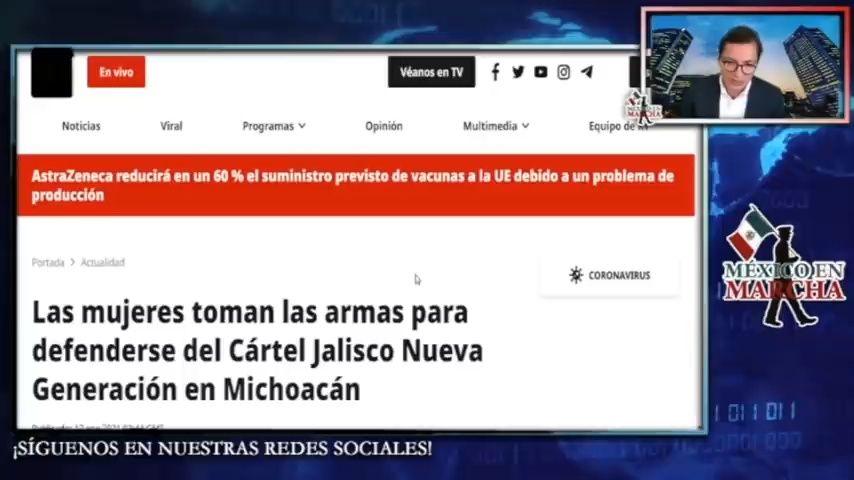 En vivo
Véanos en TV
Noticias
Viral
Programas
Opinión
Multimedia
Equipo de
AstraZeneca reducirá en un 60 % el suministro previsto de vacunas a la UE debido a un problema de
producción
Portada > Actualidad
CORONAVIRUS
Las mujeres toman las armas para
defenderse del Cártel Jalisco Nueva
Generación en Michoacán
MÉXICO EN
MARCHA
¡SÍGUENOS EN NUESTRAS REDES SOCIALES!